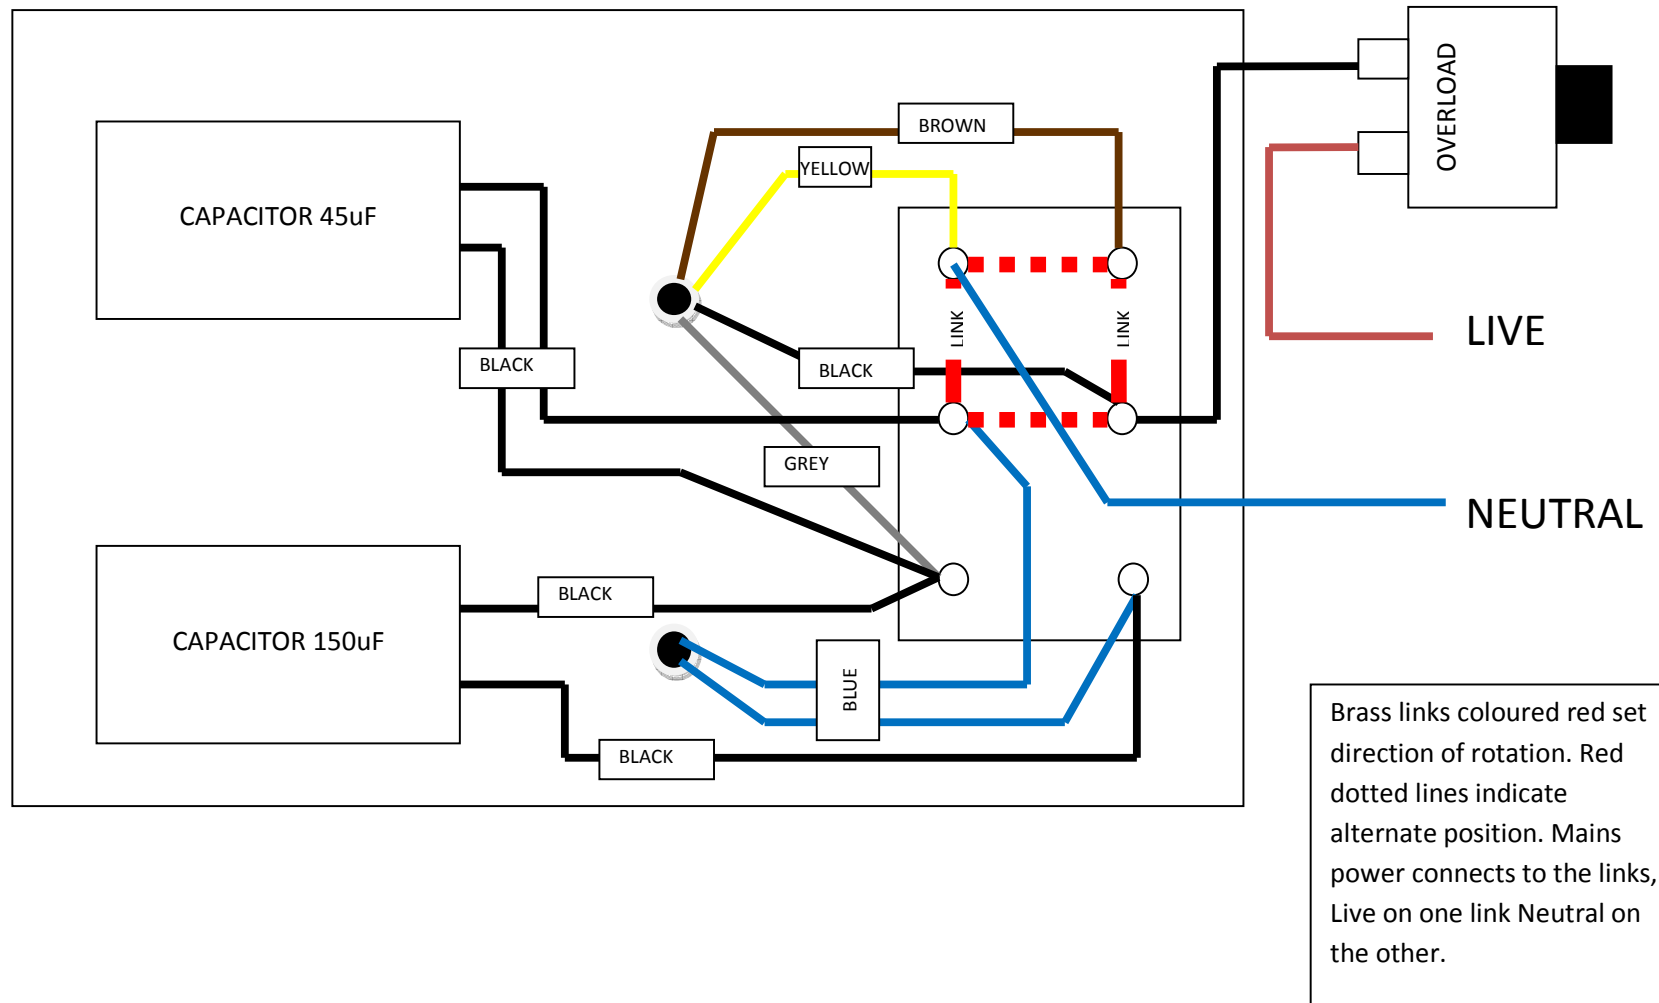 OVERLOAD
BROWN
YELLOW
CAPACITOR 45uF
LINK
LINK
LIVE
BLACK
BLACK
GREY
NEUTRAL
BLACK
CAPACITOR 150uF
BLUE
BLACK
Brass links coloured red set
direction of rotation. Red
dotted lines indicate
alternate position. Mains
power connects to the links,
Live on one link Neutral on
the other.